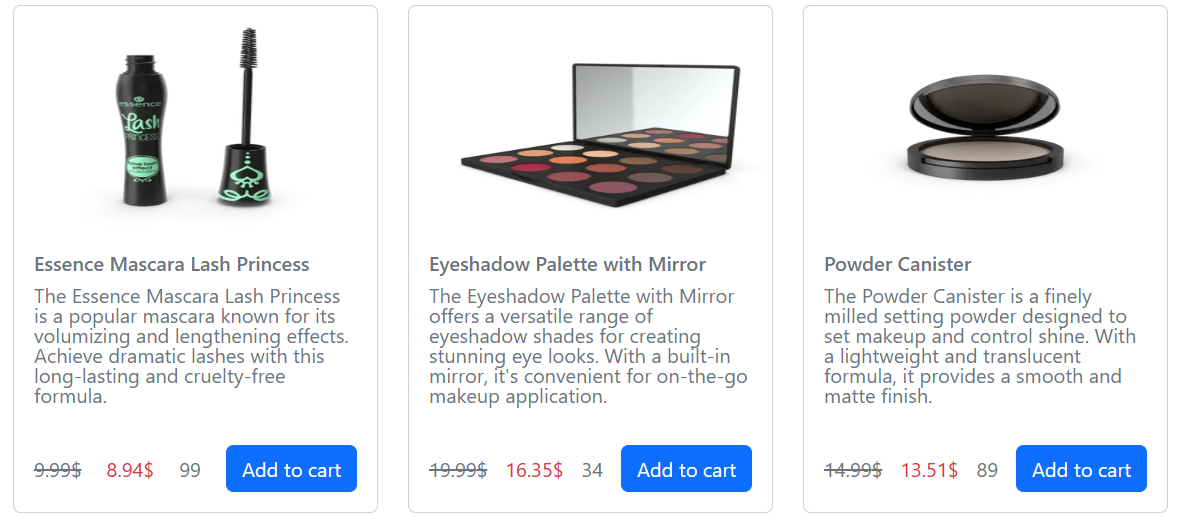 essence
Lash
PRINCESS
false lash
effect
Essence Mascara Lash Princess
The Essence Mascara Lash Princess
is a popular mascara known for its
volumizing and lengthening effects.
Achieve dramatic lashes with this
long-lasting and cruelty-free
formula.
9.99$ 8.94$ 99 Add to cart
Eyeshadow Palette with Mirror
The Eyeshadow Palette with Mirror
offers a versatile range of
eyeshadow shades for creating
stunning eye looks. With a built-in
mirror, it's convenient for on-the-go
makeup application.
19.99$ 16.35$ 34 Add to cart
Powder Canister
The Powder Canister is a finely
milled setting powder designed to
set makeup and control shine. With
a lightweight and translucent
formula, it provides a smooth and
matte finish.
14.99$ 13.51$ 89 Add to cart